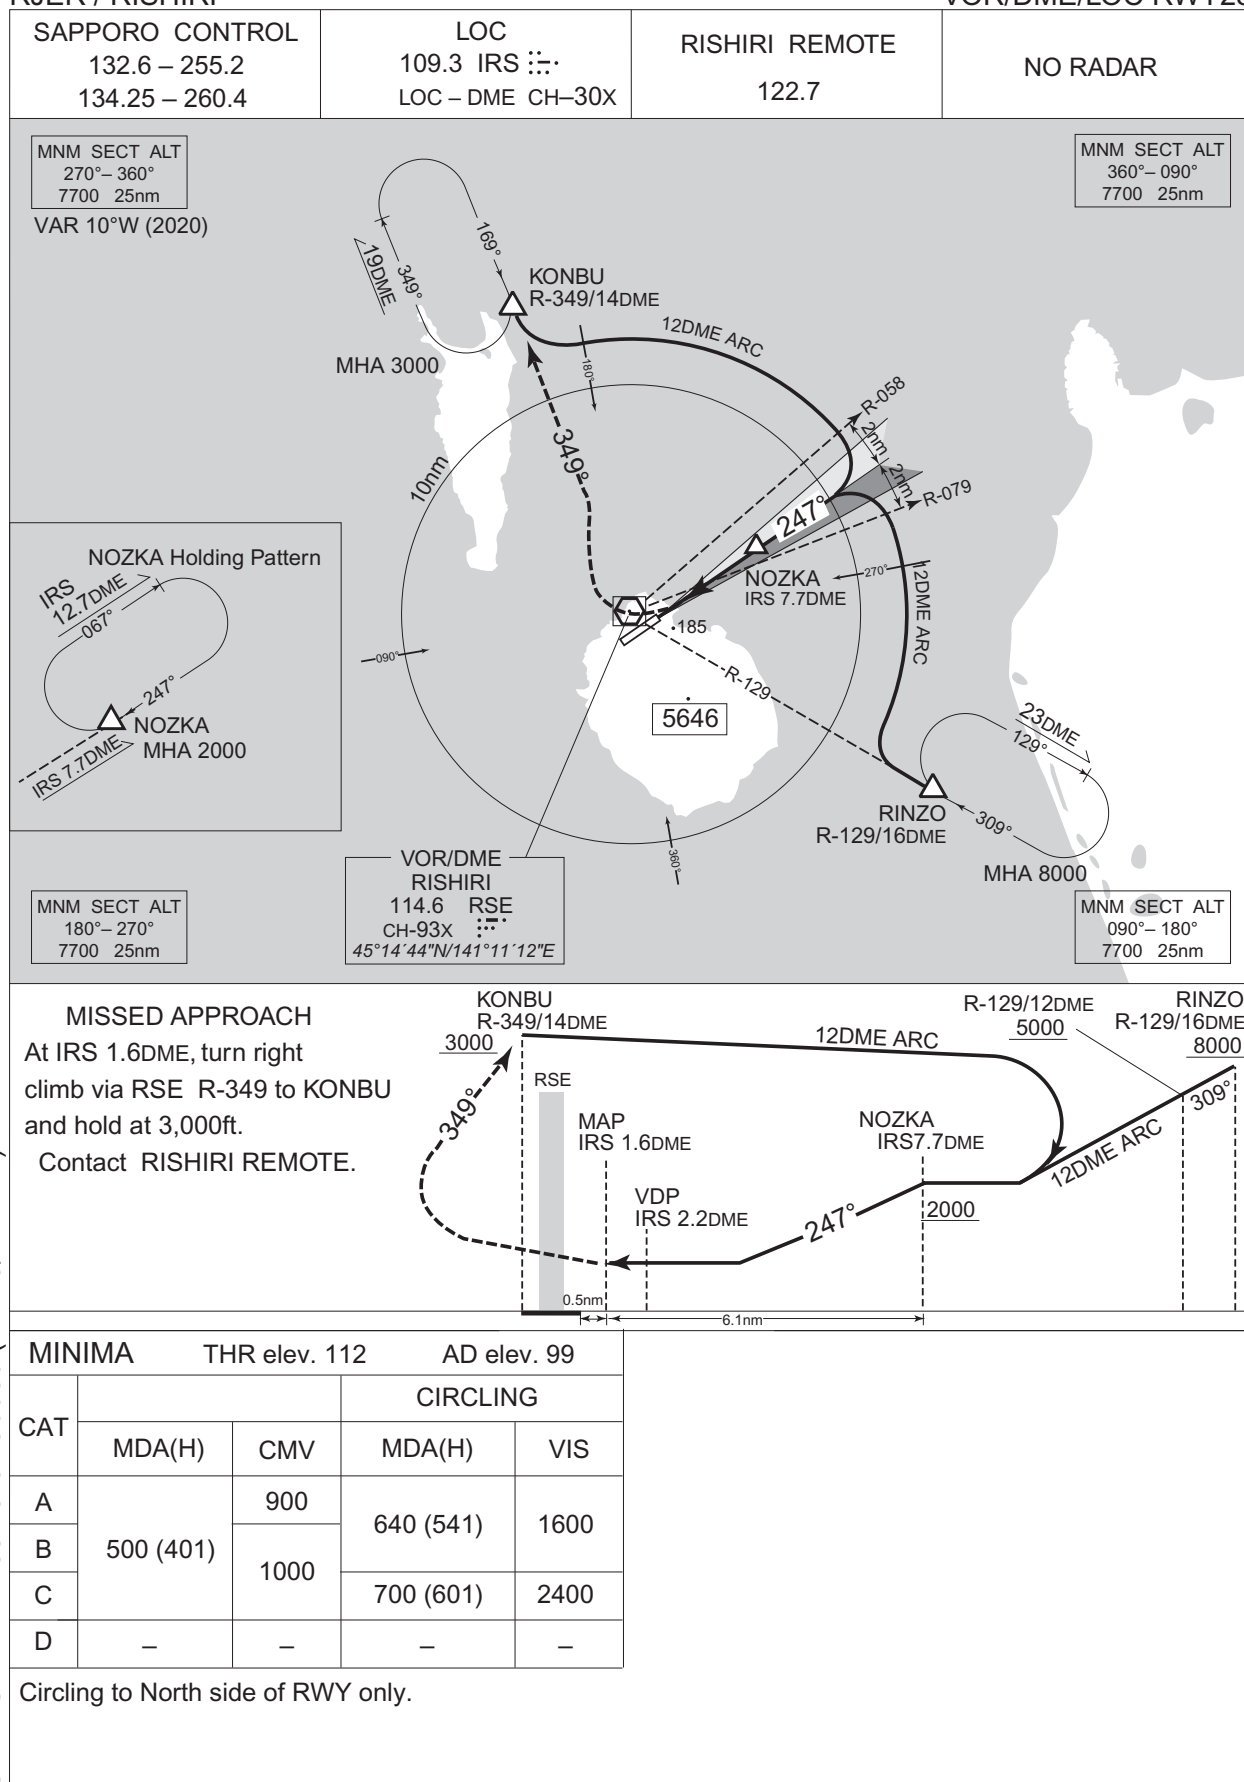 SAPPORO CONTROL
132.6 – 255.2
134.25 – 260.4
LOC
109.3 IRS
LOC – DME CH–30X
RISHIRI REMOTE
122.7
NO RADAR
MNM SECT ALT
270°– 360°
7700 25nm
VAR 10°W (2020)
MNM SECT ALT
360°– 090°
7700 25nm
169°
349°
19DME
KONBU
R-349/14DME
MHA 3000
12DME ARC
180°
349°
10nm
R-058
2nm
2nm
R-079
247°
NOZKA
IRS 7.7DME
270°
12DME ARC
185
090°
R-129
5646
360°
23DME
129°
309°
RINZO
R-129/16DME
MHA 8000
NOZKA Holding Pattern
IRS
12.7DME
067°
247°
NOZKA
MHA 2000
IRS 7.7DME
VOR/DME
RISHIRI
114.6 RSE
CH-93X
45°14´44"N/141°11´12"E
MNM SECT ALT
180°– 270°
7700 25nm
MNM SECT ALT
090°– 180°
7700 25nm
MISSED APPROACH
At IRS 1.6DME, turn right
climb via RSE R-349 to KONBU
and hold at 3,000ft.
Contact RISHIRI REMOTE.
KONBU
R-349/14DME
3000
12DME ARC
R-129/12DME
5000
RINZO
R-129/16DME
8000
349°
RSE
MAP
IRS 1.6DME
VDP
IRS 2.2DME
NOZKA
IRS7.7DME
247°
2000
12DME ARC
309°
0.5nm
6.1nm
MINIMA THR elev. 112 AD elev. 99
CAT
CIRCLING
MDA(H) CMV MDA(H) VIS
A 500 (401) 900 640 (541) 1600
B 1000
C 700 (601) 2400
D – – – –
Circling to North side of RWY only.